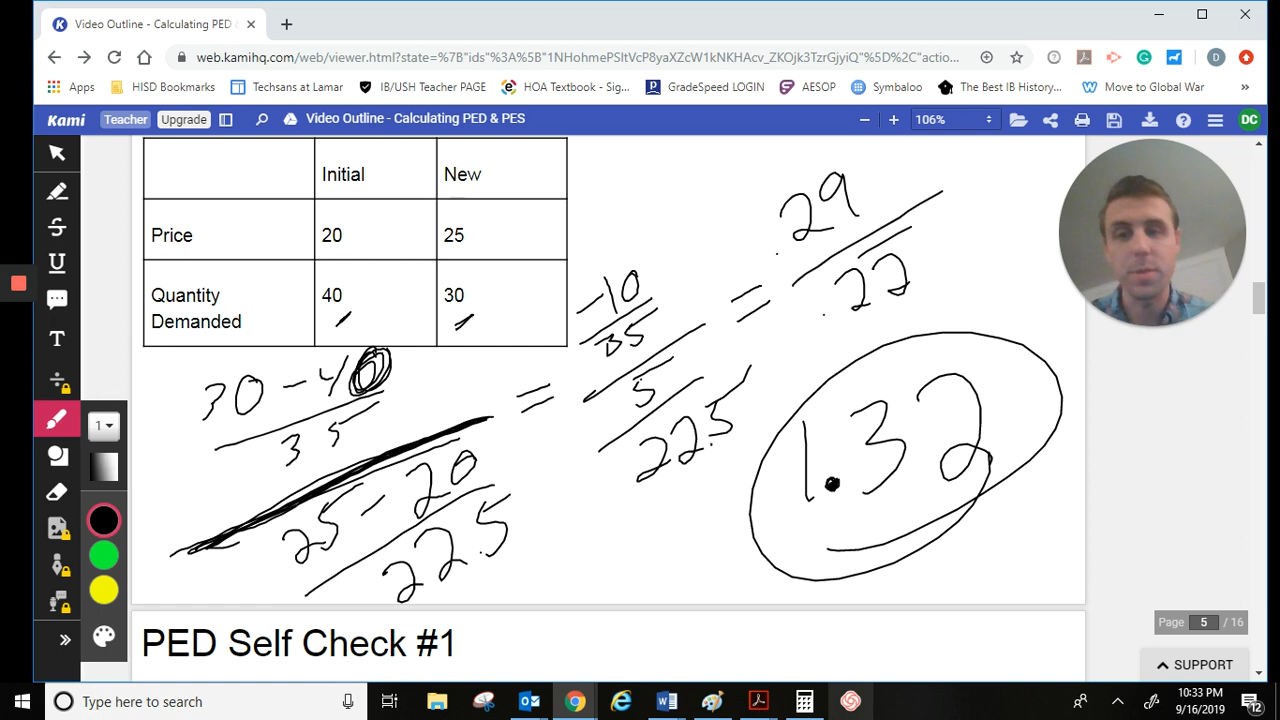 Video Outline - Calculating PED &
web.kamihq.com/web/viewer.html?state=%7B"ids"%3A%5B"1NHohmePSltVcP8yaXZcW1kNKHAcv_ZKOjk3TzrGjyiQ"%5D%2C"actio...
Apps HISD Bookmarks Techsans at Lamar IB/USH Teacher PAGE HOA Textbook - Sig... GradeSpeed LOGIN AESOP Symbaloo The Best IB History... Move to Global War »
Kami Teacher Upgrade Video Outline - Calculating PED & PES 106% DC
Initial New
Price 20 25
Quantity Demanded 40 30
30 - 40
35
25 - 20
22.5
=
-10
35
5
22.5
=
.29
.22
1.32
PED Self Check #1
Page 5 / 16
SUPPORT
Type here to search
10:33 PM
9/16/2019
12